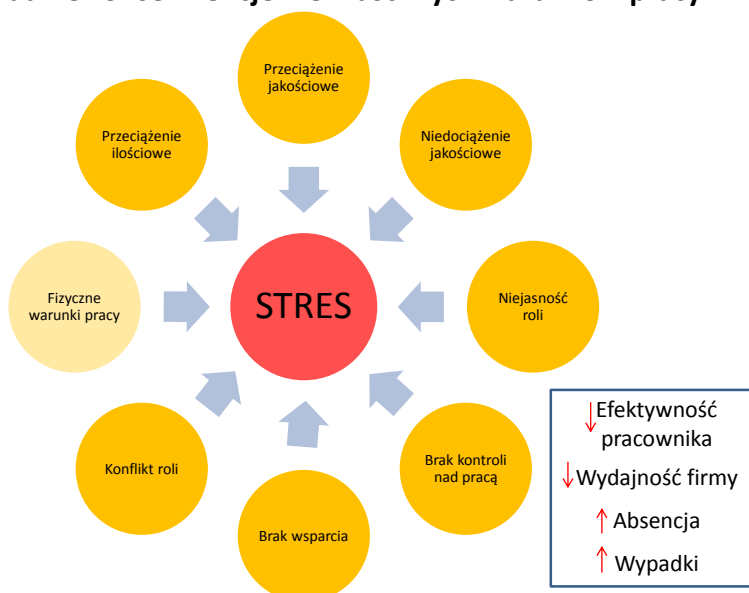 Przeciążenie
jakościowe
Przeciążenie
ilościowe
Niedociążenie
jakościowe
Fizyczne
warunki pracy
STRES
Niejasność
roli
Konflikt roli
Brak kontroli
nad pracą
Brak wsparcia
↓Efektywność
pracownika
↓Wydajność firmy
↑ Absencja
↑ Wypadki